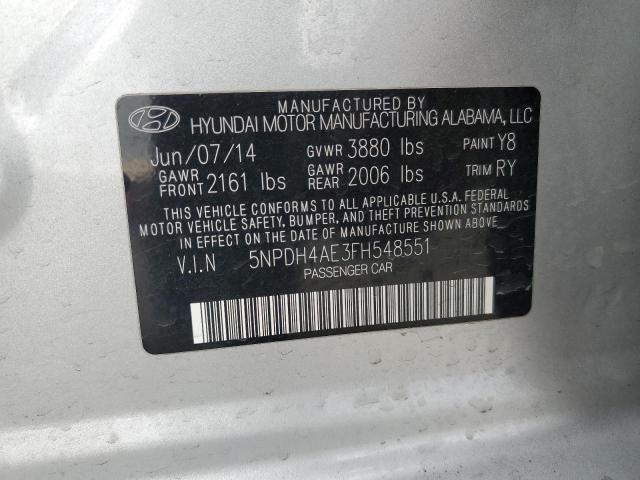 MANUFACTURED BY
HYUNDAI MOTOR MANUFACTURING ALABAMA, LLC
Jun/07/14 GVWR 3880 lbs PAINT Y8
GAWR FRONT 2161 lbs GAWR REAR 2006 lbs TRIM RY
THIS VEHICLE CONFORMS TO ALL APPLICABLE U.S.A. FEDERAL
MOTOR VEHICLE SAFETY, BUMPER, AND THEFT PREVENTION STANDARDS
IN EFFECT ON THE DATE OF MANUFACTURE SHOWN ABOVE.
V.I.N 5NPDH4AE3FH548551
PASSENGER CAR